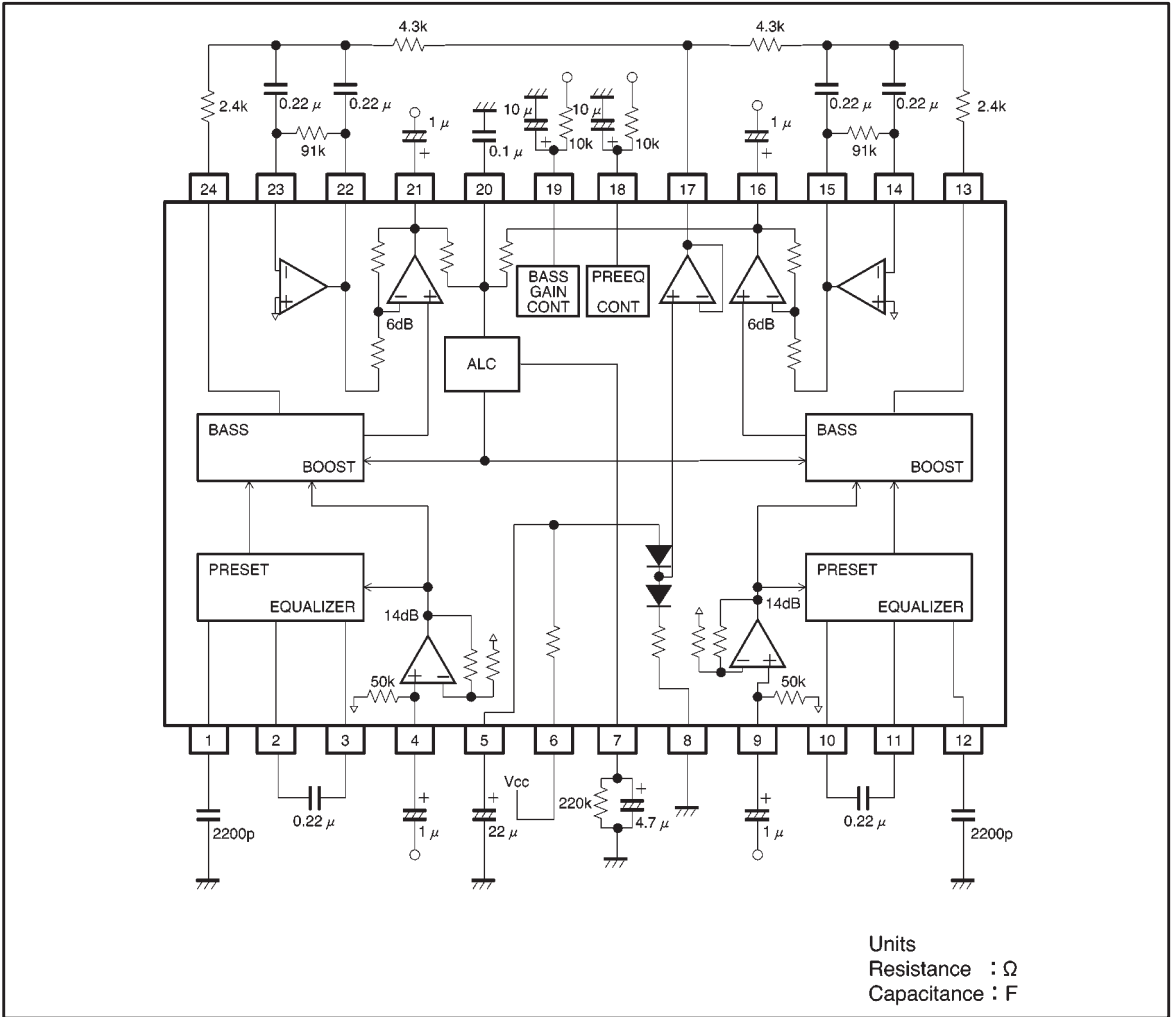 4.3k 4.3k
2.4k 0.22 μ 0.22 μ 1 μ 0.1 μ 10 μ 10k 10 μ 10k 1 μ 0.22 μ 0.22 μ 2.4k
+ + + +
91k 91k
24 23 22 21 20 19 18 17 16 15 14 13
BASS
GAIN
CONT
PREEQ
CONT
− + − + + − + − − +
6dB 6dB
ALC
BASS
BOOST
BASS
BOOST
PRESET
EQUALIZER
PRESET
EQUALIZER
14dB 14dB
+ − − +
50k 50k
1 2 3 4 5 6 7 8 9 10 11 12
Vcc
+ + + +
2200p 0.22 μ 1 μ 22 μ 220k 4.7 μ 1 μ 0.22 μ 2200p
Units
Resistance : Ω
Capacitance : F